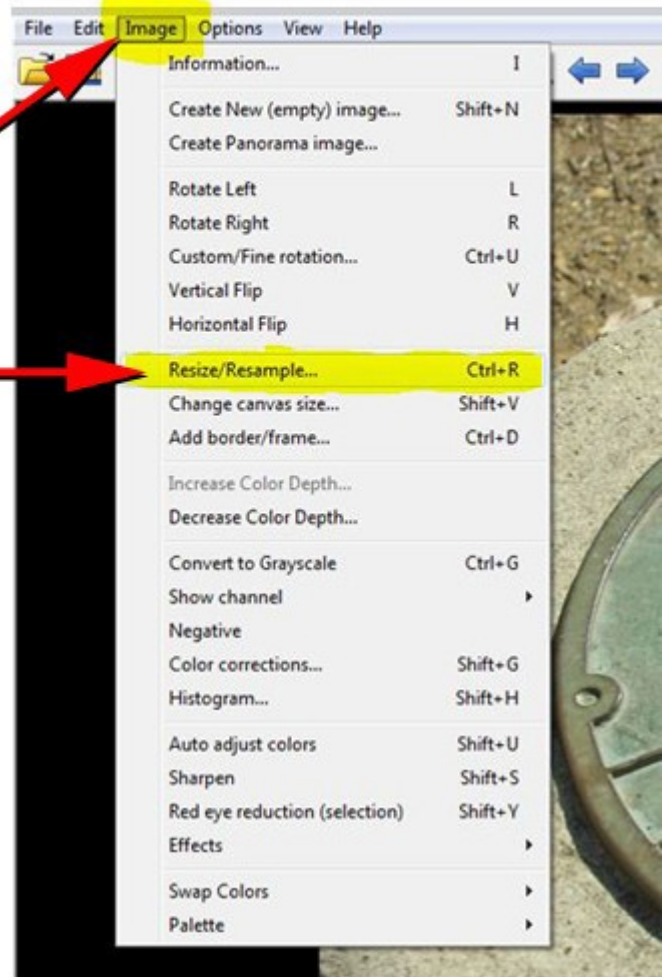 File Edit Image Options View Help
Information... I
Create New (empty) image... Shift+N
Create Panorama image...
Rotate Left L
Rotate Right R
Custom/Fine rotation... Ctrl+U
Vertical Flip V
Horizontal Flip H
Resize/Resample... Ctrl+R
Change canvas size... Shift+V
Add border/frame... Ctrl+D
Increase Color Depth...
Decrease Color Depth...
Convert to Grayscale Ctrl+G
Show channel
Negative
Color corrections... Shift+G
Histogram... Shift+H
Auto adjust colors Shift+U
Sharpen Shift+S
Red eye reduction (selection) Shift+Y
Effects
Swap Colors
Palette